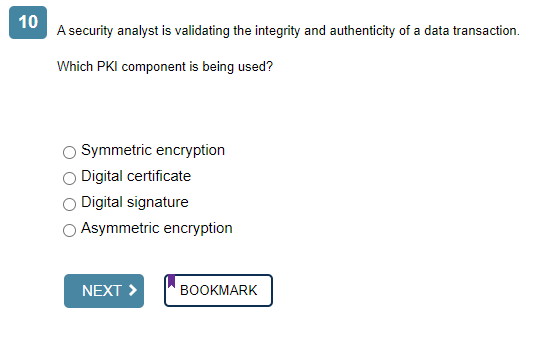 10
A security analyst is validating the integrity and authenticity of a data transaction.
Which PKI component is being used?
Symmetric encryption
Digital certificate
Digital signature
Asymmetric encryption
NEXT
BOOKMARK